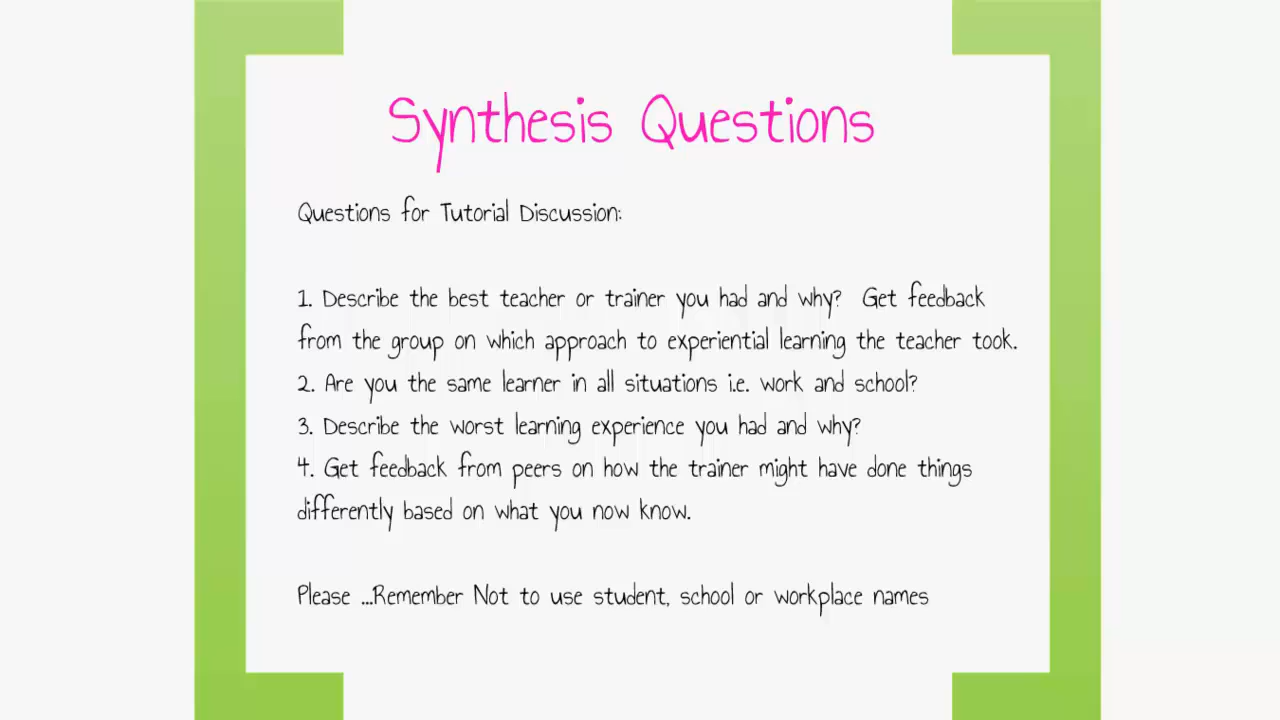 Synthesis Questions
Questions for Tutorial Discussion:
1. Describe the best teacher or trainer you had and why? Get feedback
from the group on which approach to experiential learning the teacher took.
2. Are you the same learner in all situations i.e. work and school?
3. Describe the worst learning experience you had and why?
4. Get feedback from peers on how the trainer might have done things
differently based on what you now know.
Please ...Remember Not to use student, school or workplace names